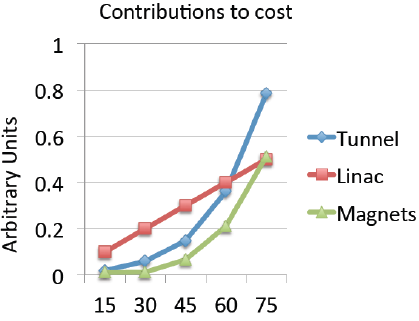 Contributions to cost
Arbitrary Units
1
0.8
0.6
0.4
0.2
0
15 30 45 60 75
Tunnel
Linac
Magnets